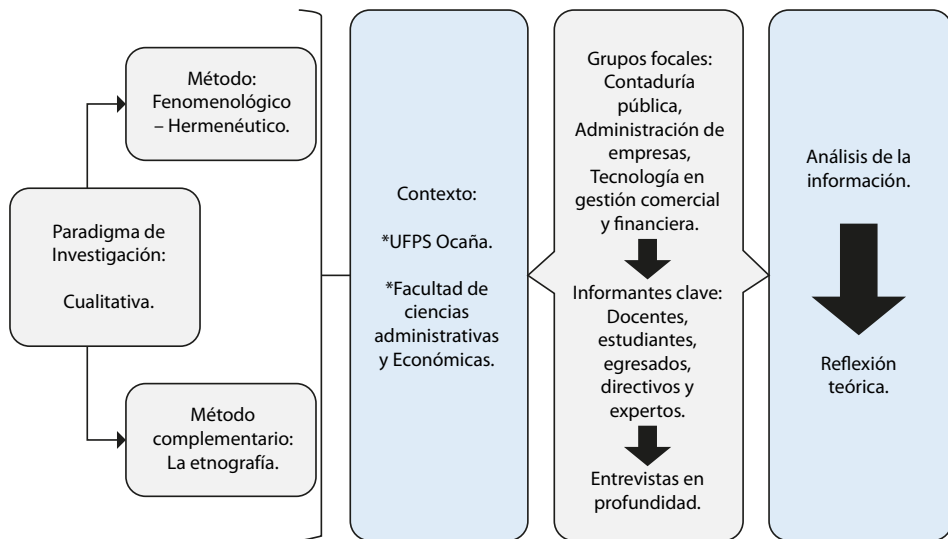 Método:
Fenomenológico
– Hermenéutico.
Paradigma de
Investigación:
Cualitativa.
Método
complementario:
La etnografía.
Contexto:
*UFPS Ocaña.
*Facultad de
ciencias
administrativas
y Económicas.
Grupos focales:
Contaduría
pública,
Administración de
empresas,
Tecnología en
gestión comercial
y financiera.
Informantes clave:
Docentes,
estudiantes,
egresados,
directivos y
expertos.
Entrevistas en
profundidad.
Análisis de la
información.
Reflexión
teórica.